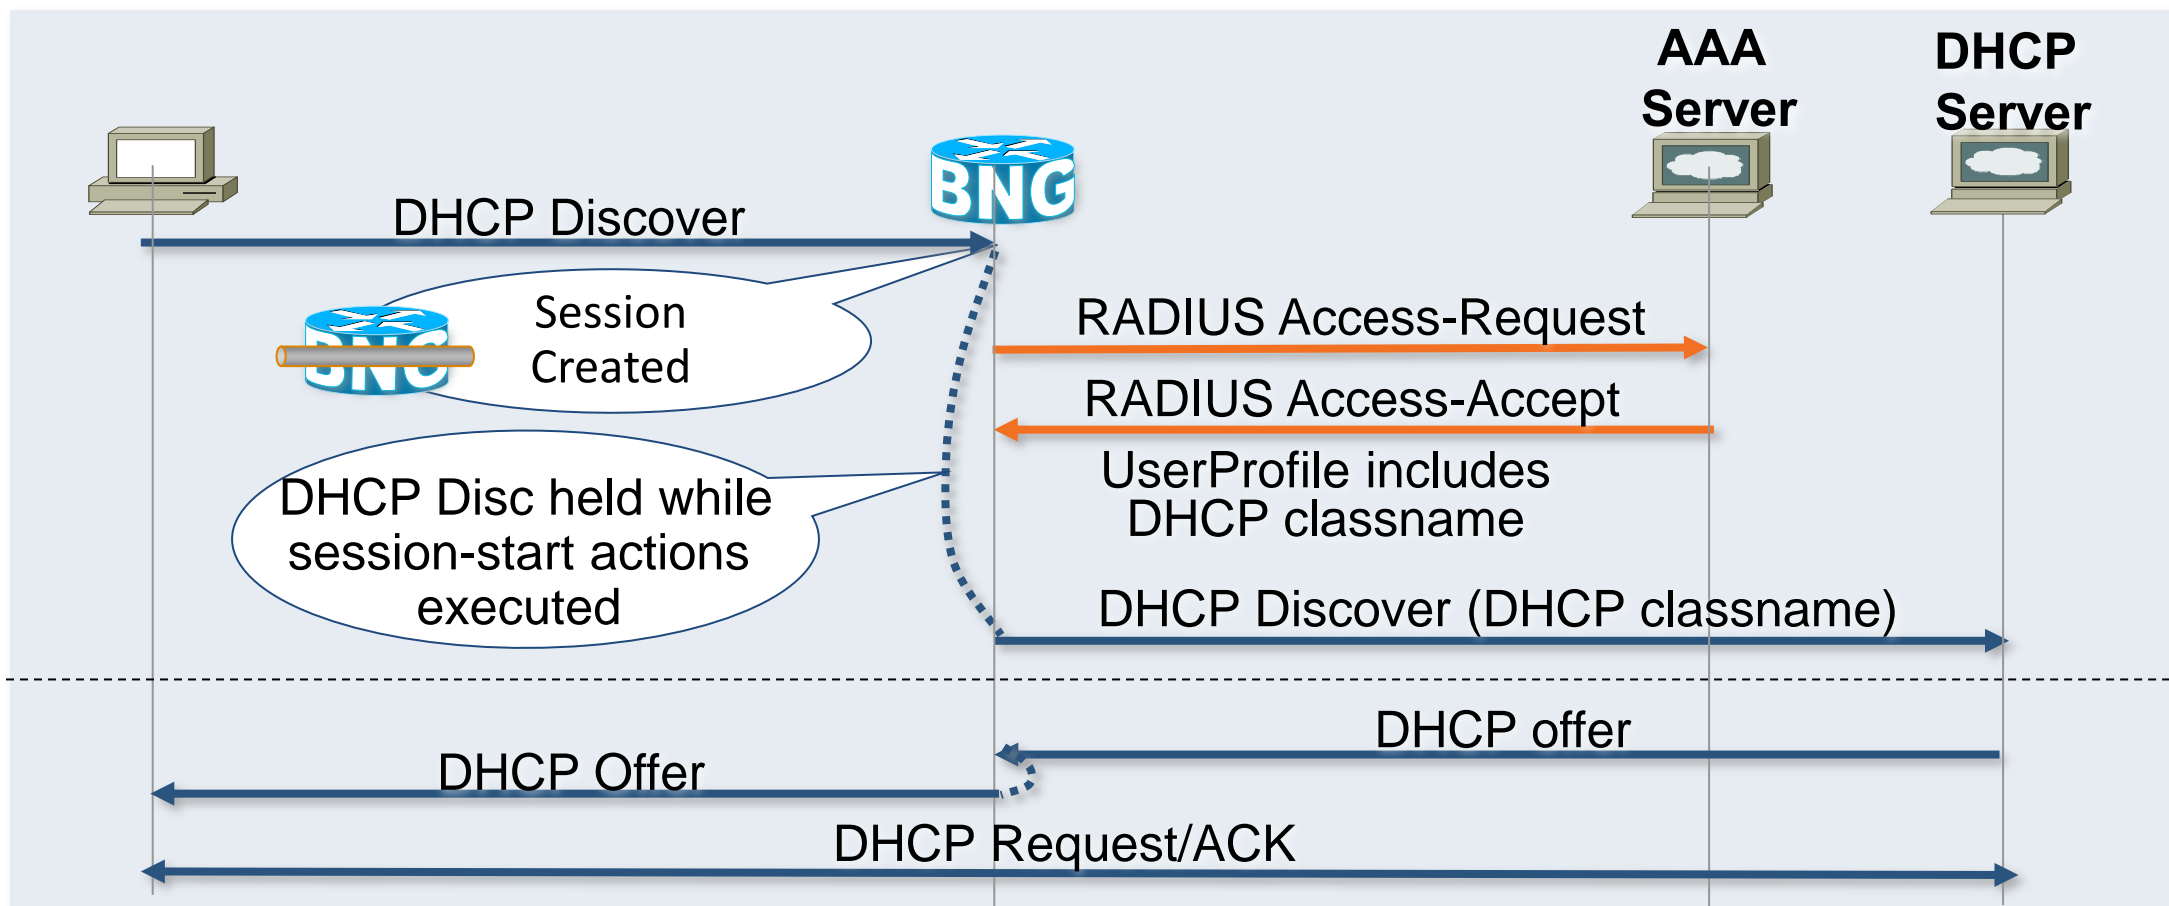 AAA
Server
DHCP
Server
BNG
DHCP Discover
Session
Created
BNG
RADIUS Access-Request
RADIUS Access-Accept
UserProfile includes
DHCP classname
DHCP Disc held while
session-start actions
executed
DHCP Discover (DHCP classname)
DHCP offer
DHCP Offer
DHCP Request/ACK